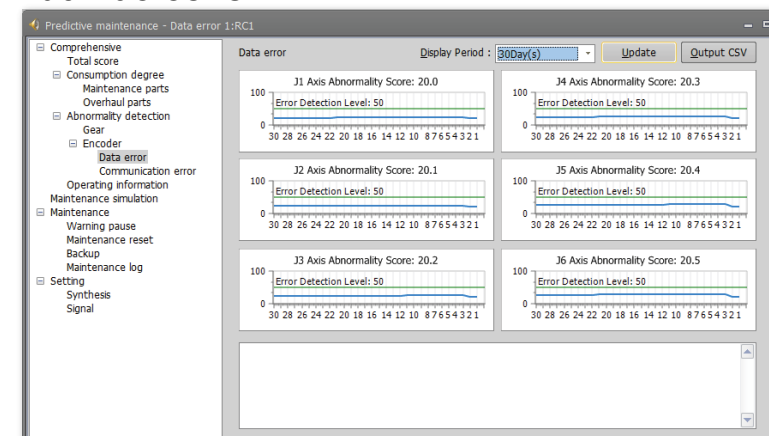 Predictive maintenance - Data error 1:RC1
Comprehensive
Total score
Consumption degree
Maintenance parts
Overhaul parts
Abnormality detection
Gear
Encoder
Data error
Communication error
Operating information
Maintenance simulation
Maintenance
Warning pause
Maintenance reset
Backup
Maintenance log
Setting
Synthesis
Signal
Data error Display Period : 30Day(s) Update Output CSV
J1 Axis Abnormality Score: 20.0
100
Error Detection Level: 50
0
30 28 26 24 22 20 18 16 14 12 10 8 7 6 5 4 3 2 1
J4 Axis Abnormality Score: 20.3
100
Error Detection Level: 50
0
30 28 26 24 22 20 18 16 14 12 10 8 7 6 5 4 3 2 1
J2 Axis Abnormality Score: 20.1
100
Error Detection Level: 50
0
30 28 26 24 22 20 18 16 14 12 10 8 7 6 5 4 3 2 1
J5 Axis Abnormality Score: 20.4
100
Error Detection Level: 50
0
30 28 26 24 22 20 18 16 14 12 10 8 7 6 5 4 3 2 1
J3 Axis Abnormality Score: 20.2
100
Error Detection Level: 50
0
30 28 26 24 22 20 18 16 14 12 10 8 7 6 5 4 3 2 1
J6 Axis Abnormality Score: 20.5
100
Error Detection Level: 50
0
30 28 26 24 22 20 18 16 14 12 10 8 7 6 5 4 3 2 1